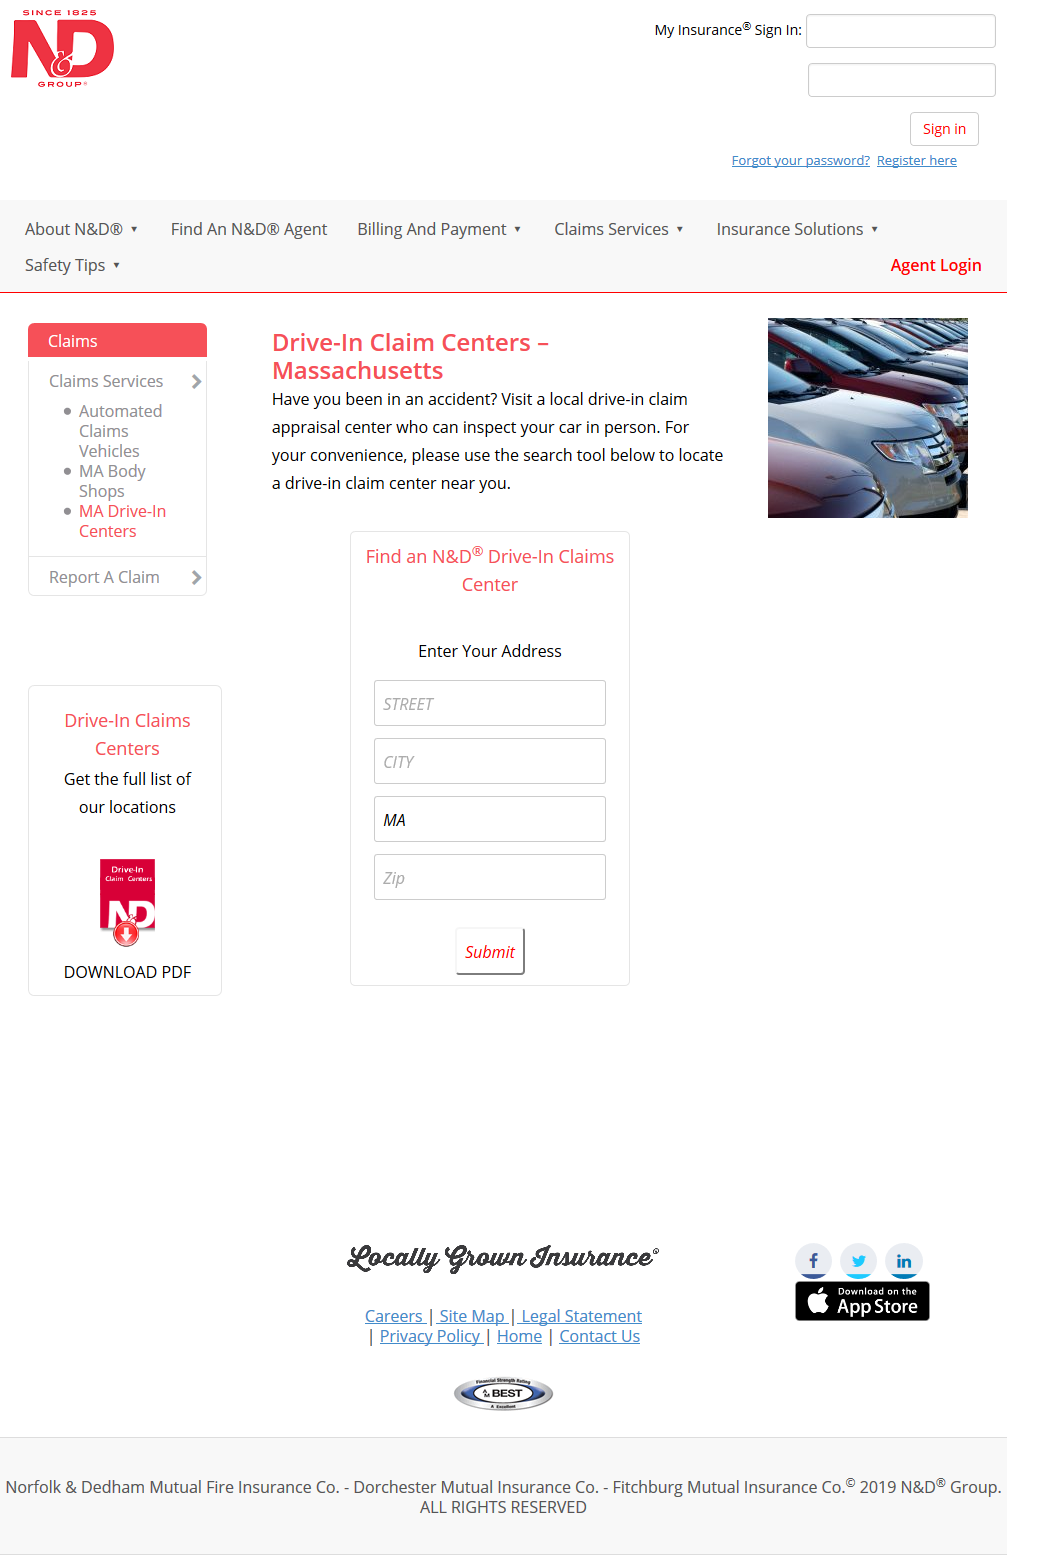 SINCE 1825
N&D
GROUP®
My Insurance® Sign In:
Sign in
Forgot your password? Register here
About N&D® ▼ Find An N&D® Agent Billing And Payment ▼ Claims Services ▼ Insurance Solutions ▼
Safety Tips ▼ Agent Login
Claims
Claims Services
Automated
Claims
Vehicles
MA Body
Shops
MA Drive-In
Centers
Report A Claim
Drive-In Claims
Centers
Get the full list of
our locations
Drive-In
Claim Centers
ND
DOWNLOAD PDF
Drive-In Claim Centers –
Massachusetts
Have you been in an accident? Visit a local drive-in claim
appraisal center who can inspect your car in person. For
your convenience, please use the search tool below to locate
a drive-in claim center near you.
Find an N&D® Drive-In Claims
Center
Enter Your Address
STREET
CITY
MA
Zip
Submit
Locally Grown Insurance®
Careers | Site Map | Legal Statement
| Privacy Policy | Home | Contact Us
Financial Strength Rating
AM BEST
A Excellent
f
in
Download on the
App Store
Norfolk & Dedham Mutual Fire Insurance Co. - Dorchester Mutual Insurance Co. - Fitchburg Mutual Insurance Co.© 2019 N&D® Group.
ALL RIGHTS RESERVED